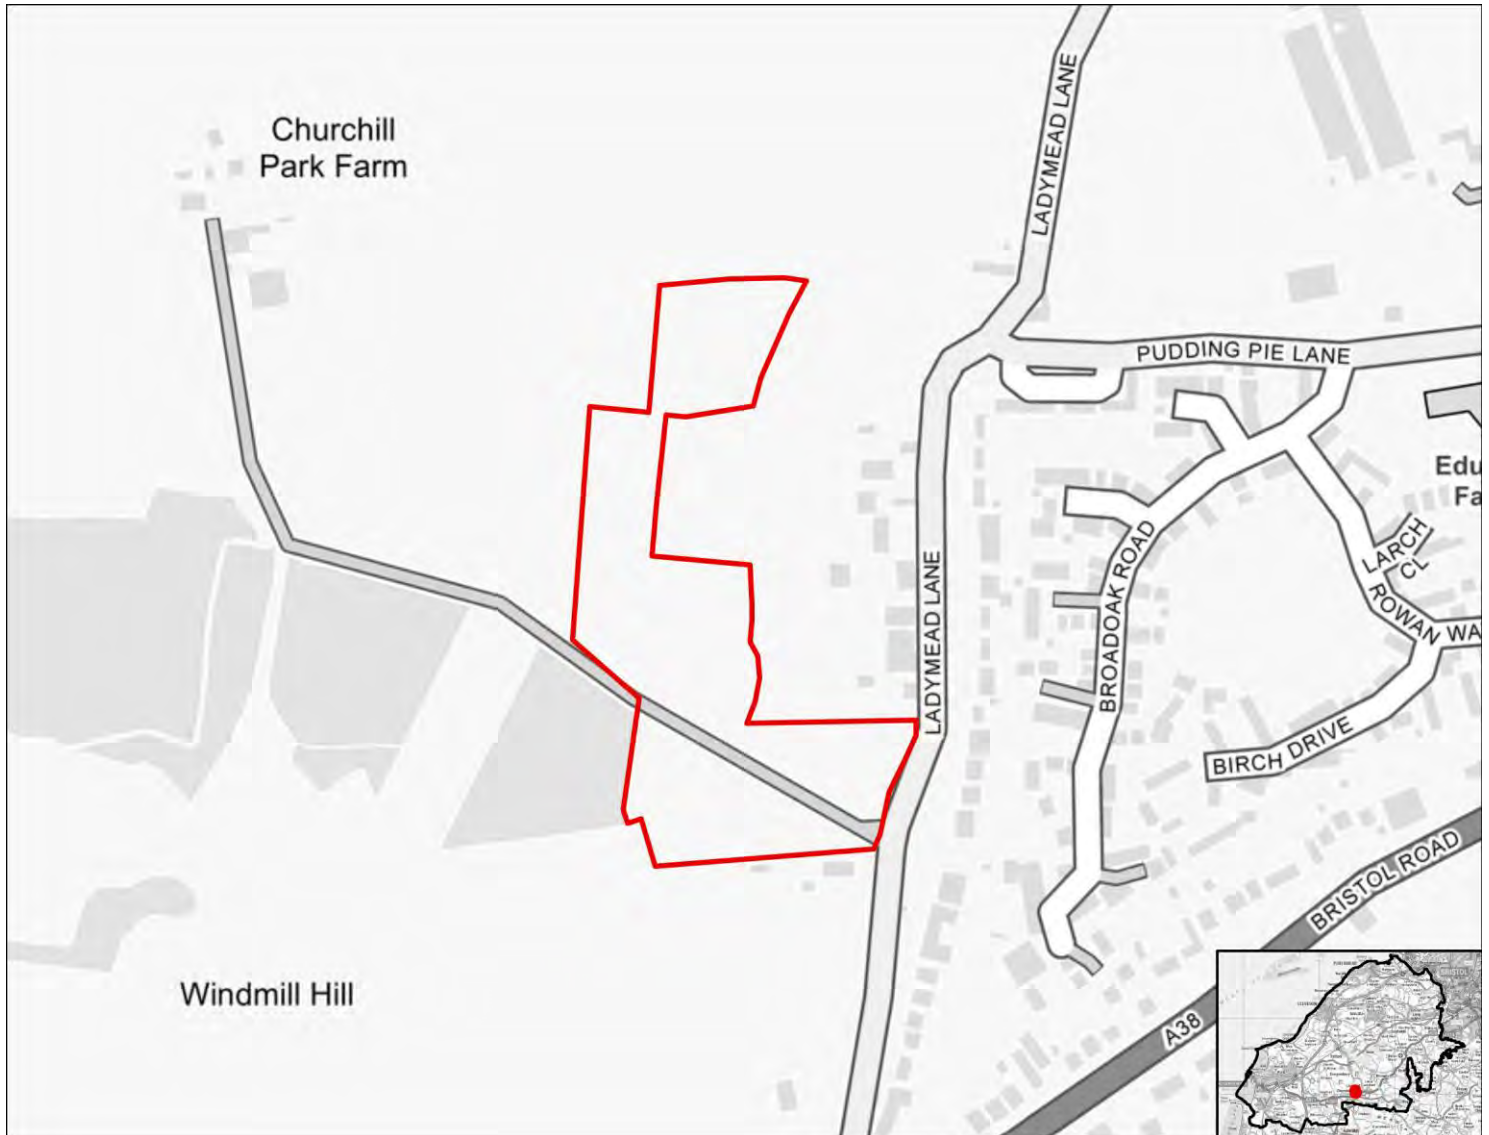 Churchill
Park Farm
LADYMEAD LANE
PUDDING PIE LANE
Edu
Fa
LARCH
CL
ROWAN WA
BROADOAK ROAD
LADYMEAD LANE
BIRCH DRIVE
BRISTOL ROAD
Windmill Hill
A38
BRISTOL